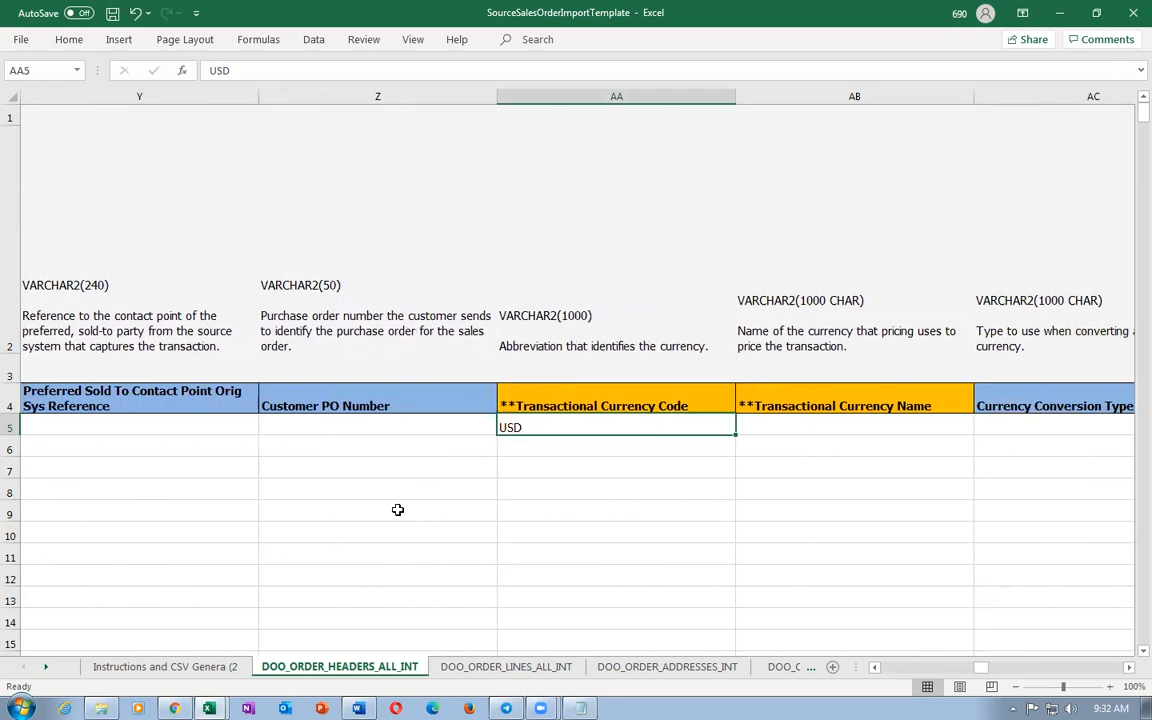 AutoSave Off SourceSalesOrderImportTemplate - Excel 690
File Home Insert Page Layout Formulas Data Review View Help Search Share Comments
AA5 fx USD
Y Z AA AB AC
1
VARCHAR2(240)
Reference to the contact point of the
preferred, sold-to party from the source
system that captures the transaction.
VARCHAR2(50)
Purchase order number the customer sends
to identify the purchase order for the sales
order.
VARCHAR2(1000)
Abbreviation that identifies the currency.
VARCHAR2(1000 CHAR)
Name of the currency that pricing uses to
price the transaction.
VARCHAR2(1000 CHAR)
Type to use when converting
currency.
2
3
Preferred Sold To Contact Point Orig
Sys Reference
Customer PO Number
**Transactional Currency Code
**Transactional Currency Name
Currency Conversion Type
4
5 USD
6
7
8
9
10
11
12
13
14
15
Instructions and CSV Genera (2 DOO_ORDER_HEADERS_ALL_INT DOO_ORDER_LINES_ALL_INT DOO_ORDER_ADDRESSES_INT DOO_C ...
Ready 100%
9:32 AM